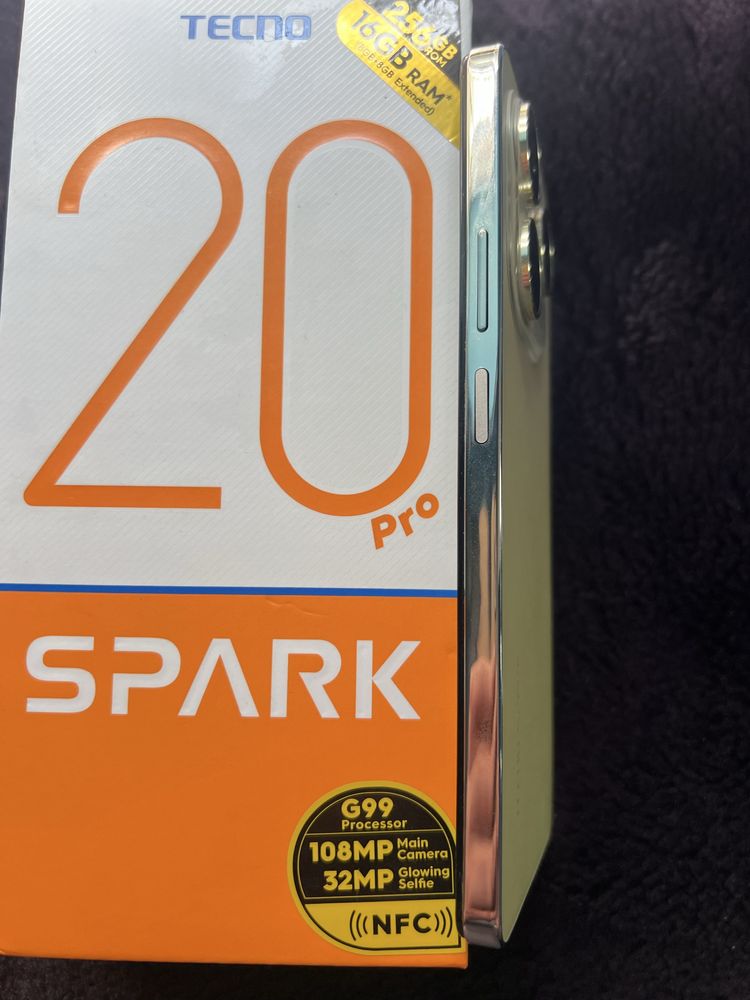 TECNO
256GB
ROM
16GB RAM*
(8GB+8GB Extended)
20
Pro
SPARK
G99
Processor
108MP Main
Camera
32MP Glowing
Selfie
(((NFC)))